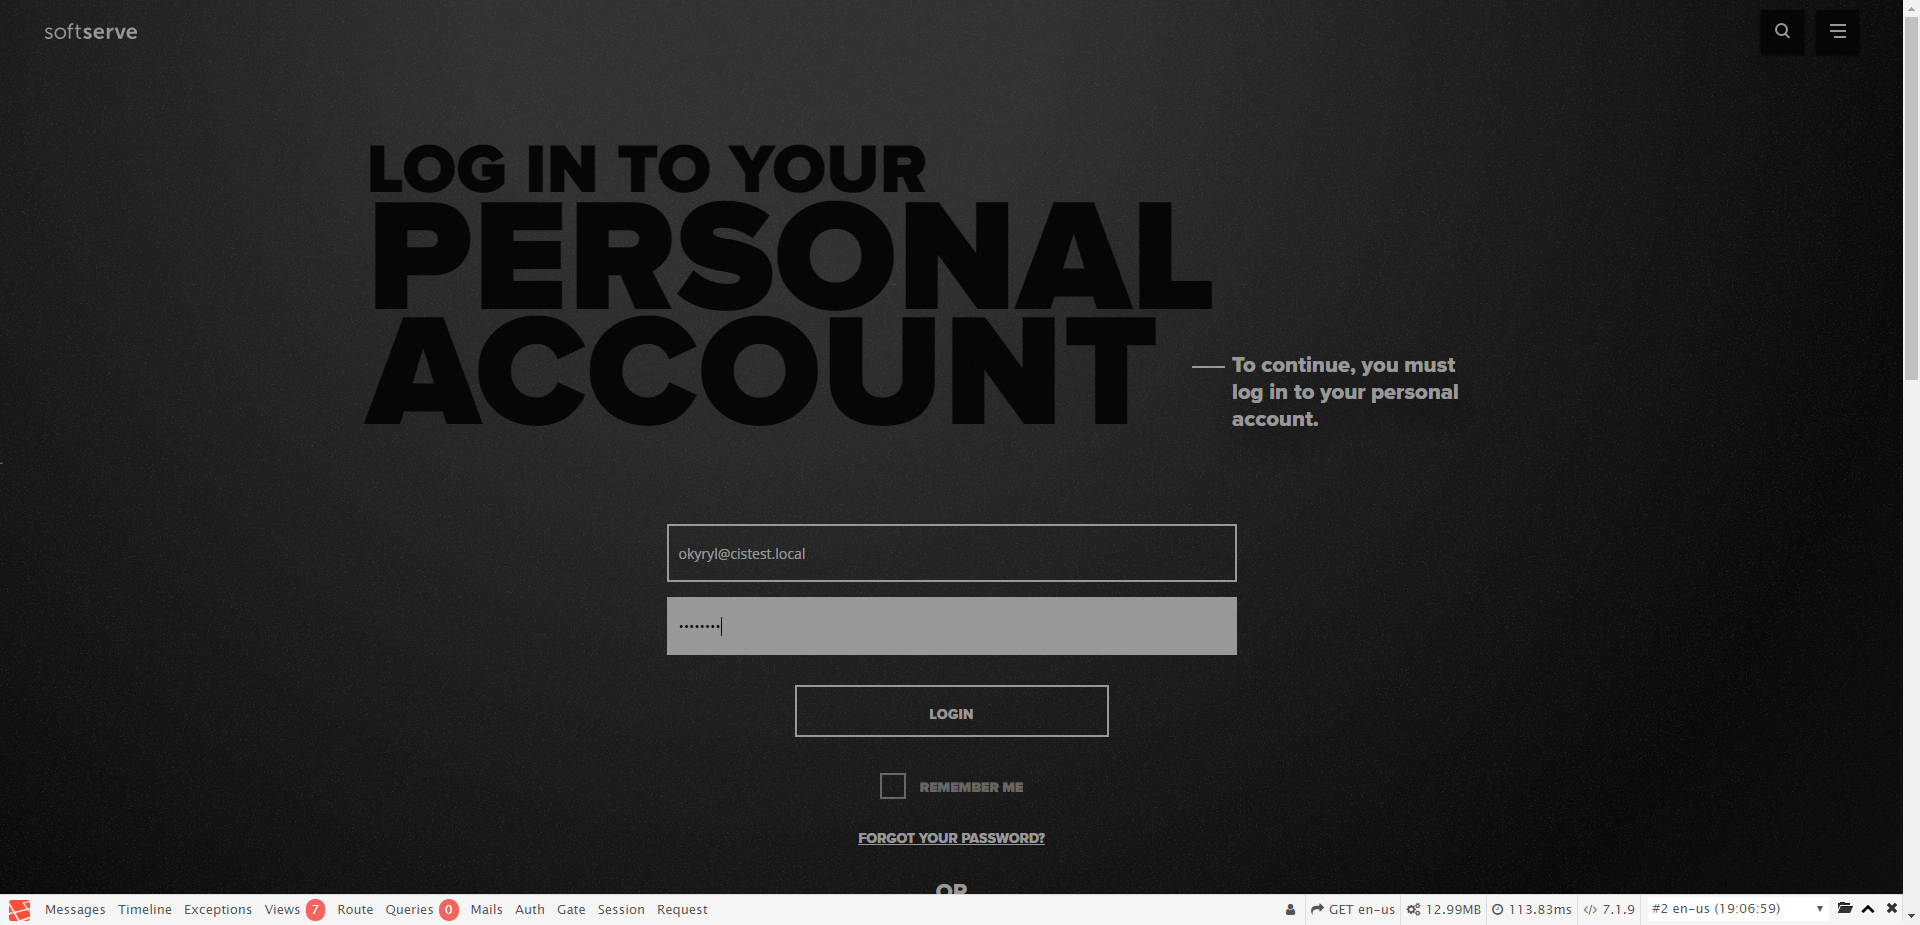 softserve
LOG IN TO YOUR
PERSONAL
ACCOUNT
To continue, you must
log in to your personal
account.
okyryl@cistest.local
••••••••
LOGIN
REMEMBER ME
FORGOT YOUR PASSWORD?
OR
Messages Timeline Exceptions Views 7 Route Queries 0 Mails Auth Gate Session Request GET en-us 12.99MB 113.83ms 7.1.9 #2 en-us (19:06:59)